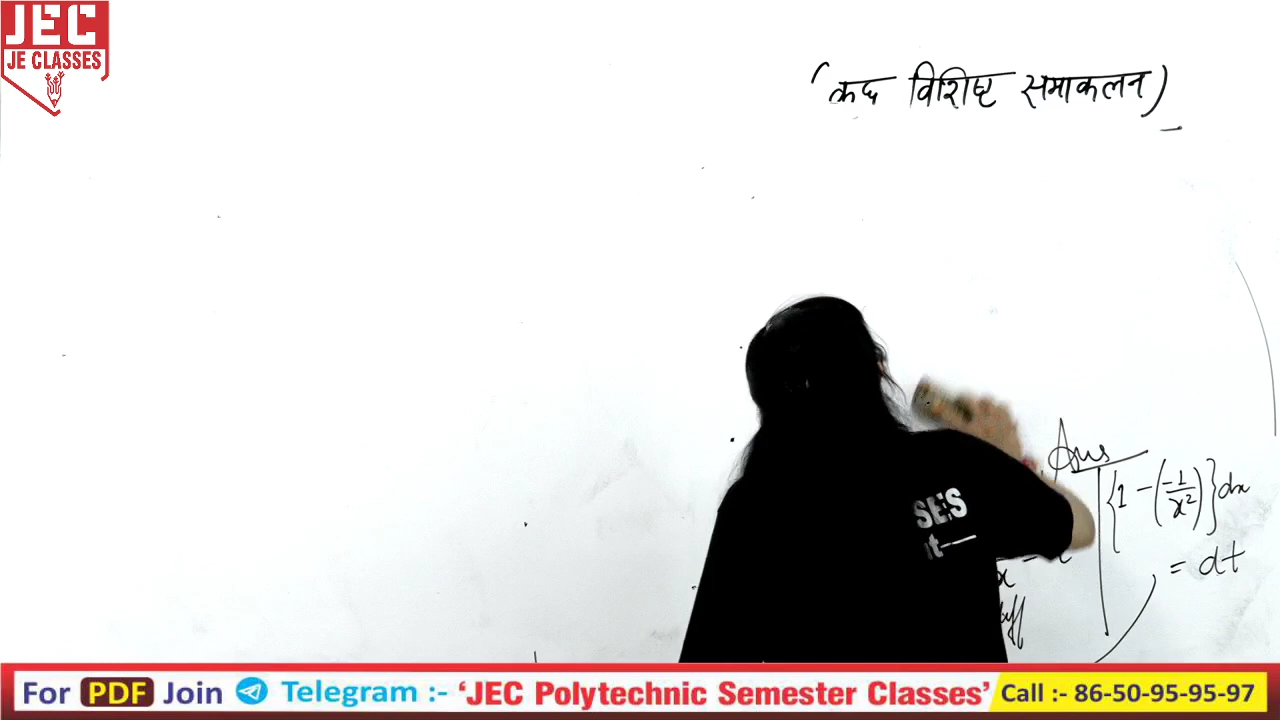 JEC
JE CLASSES
(कुछ विशिष्ट समाकलन)
SES
Ans
{1 - (-1/x²)}dx
= dt
For PDF Join Telegram :- ‘JEC Polytechnic Semester Classes’ Call :- 86-50-95-95-97